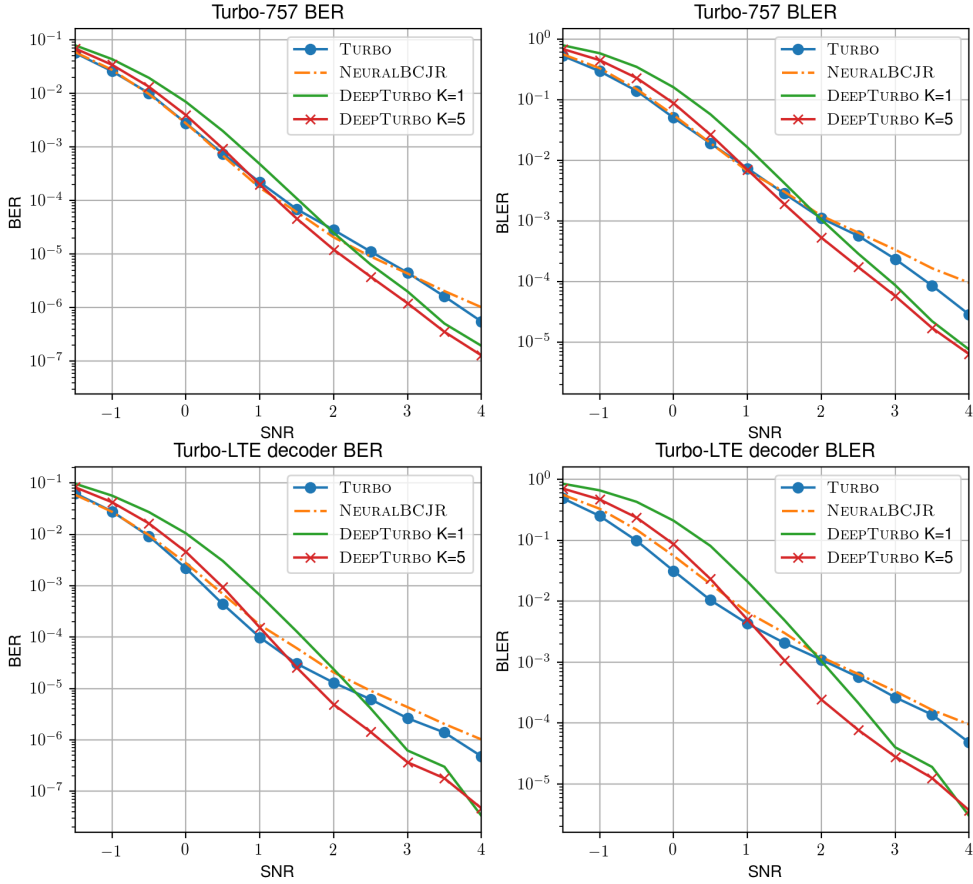 Turbo-757 BER
Turbo-757 BLER
TURBO
NEURALBCJR
DEEPTURBO K=1
DEEPTURBO K=5
TURBO
NEURALBCJR
DEEPTURBO K=1
DEEPTURBO K=5
BER
10⁻¹
10⁻²
10⁻³
10⁻⁴
10⁻⁵
10⁻⁶
10⁻⁷
BLER
10⁰
10⁻¹
10⁻²
10⁻³
10⁻⁴
10⁻⁵
−1 0 1 2 3 4
−1 0 1 2 3 4
SNR
SNR
Turbo-LTE decoder BER
Turbo-LTE decoder BLER
TURBO
NEURALBCJR
DEEPTURBO K=1
DEEPTURBO K=5
TURBO
NEURALBCJR
DEEPTURBO K=1
DEEPTURBO K=5
BER
10⁻¹
10⁻²
10⁻³
10⁻⁴
10⁻⁵
10⁻⁶
10⁻⁷
BLER
10⁰
10⁻¹
10⁻²
10⁻³
10⁻⁴
10⁻⁵
−1 0 1 2 3 4
−1 0 1 2 3 4
SNR
SNR